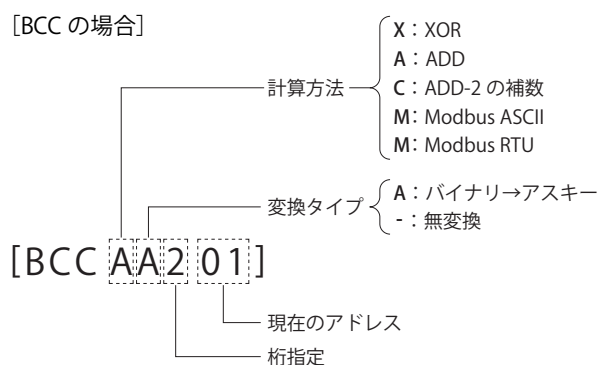 [BCC の場合]
X：XOR
A：ADD
計算方法
C：ADD-2 の補数
M：Modbus ASCII
M：Modbus RTU
A：バイナリ→アスキー
変換タイプ
-：無変換
[BCC AA2 01]
現在のアドレス
桁指定